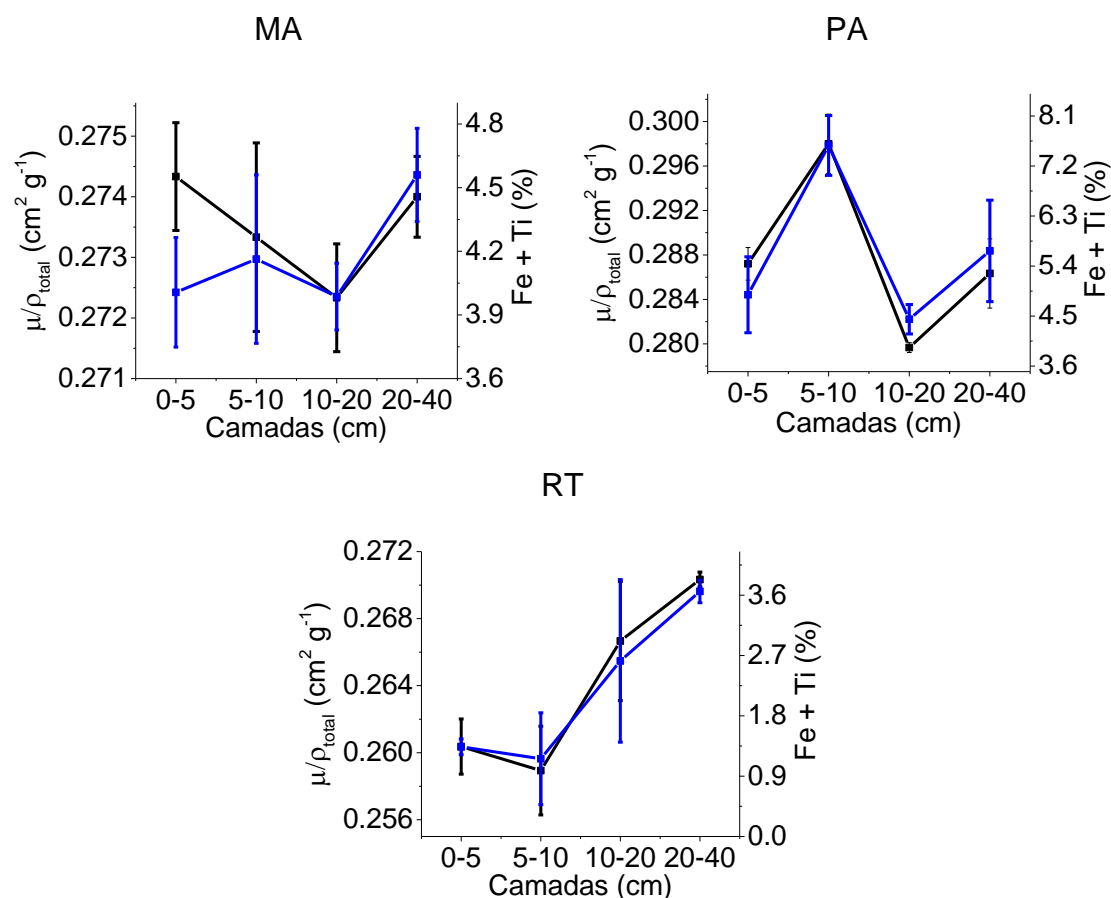 MA
0.275
0.274
0.273
0.272
0.271
μ/ρtotal (cm² g⁻¹)
4.8
4.5
4.2
3.9
3.6
Fe + Ti (%)
0-5 5-10 10-20 20-40
Camadas (cm)
PA
0.300
0.296
0.292
0.288
0.284
0.280
μ/ρtotal (cm² g⁻¹)
8.1
7.2
6.3
5.4
4.5
3.6
Fe + Ti (%)
0-5 5-10 10-20 20-40
Camadas (cm)
RT
0.272
0.268
0.264
0.260
0.256
μ/ρtotal (cm² g⁻¹)
3.6
2.7
1.8
0.9
0.0
Fe + Ti (%)
0-5 5-10 10-20 20-40
Camadas (cm)